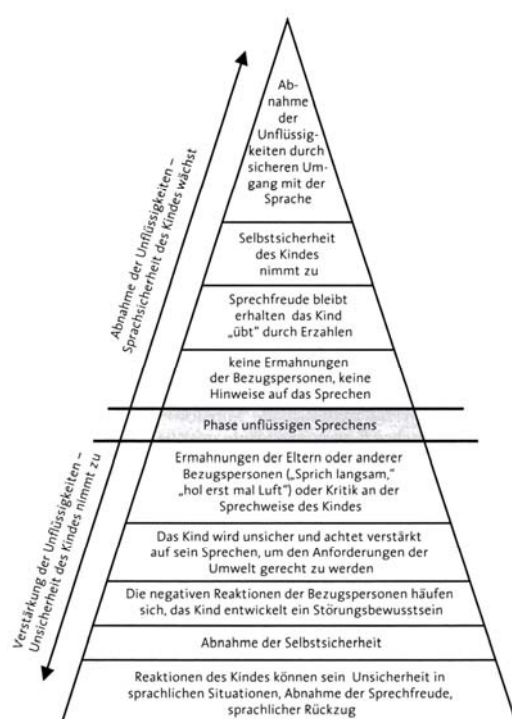 Ab-
nahme
der
Unflüssig-
keiten durch
sicheren Um-
gang mit der
Sprache
Selbstsicherheit
des Kindes
nimmt zu
Sprechfreude bleibt
erhalten das Kind
„übt“ durch Erzahlen
keine Ermahnungen
der Bezugspersonen, keine
Hinweise auf das Sprechen
Phase unflüssigen Sprechens
Ermahnungen der Eltern oder anderer
Bezugspersonen („Sprich langsam,“
„hol erst mal Luft“) oder Kritik an der
Sprechweise des Kindes
Das Kind wird unsicher und achtet verstärkt
auf sein Sprechen, um den Anforderungen der
Umwelt gerecht zu werden
Die negativen Reaktionen der Bezugspersonen häufen
sich, das Kind entwickelt ein Störungsbewusstsein
Abnahme der Selbstsicherheit
Reaktionen des Kindes können sein Unsicherheit in
sprachlichen Situationen, Abnahme der Sprechfreude,
sprachlicher Rückzug
Abnahme der Unflüssigkeiten –
Sprachsicherheit des Kindes wächst
Verstärkung der Unflüssigkeiten –
Unsicherheit des Kindes nimmt zu